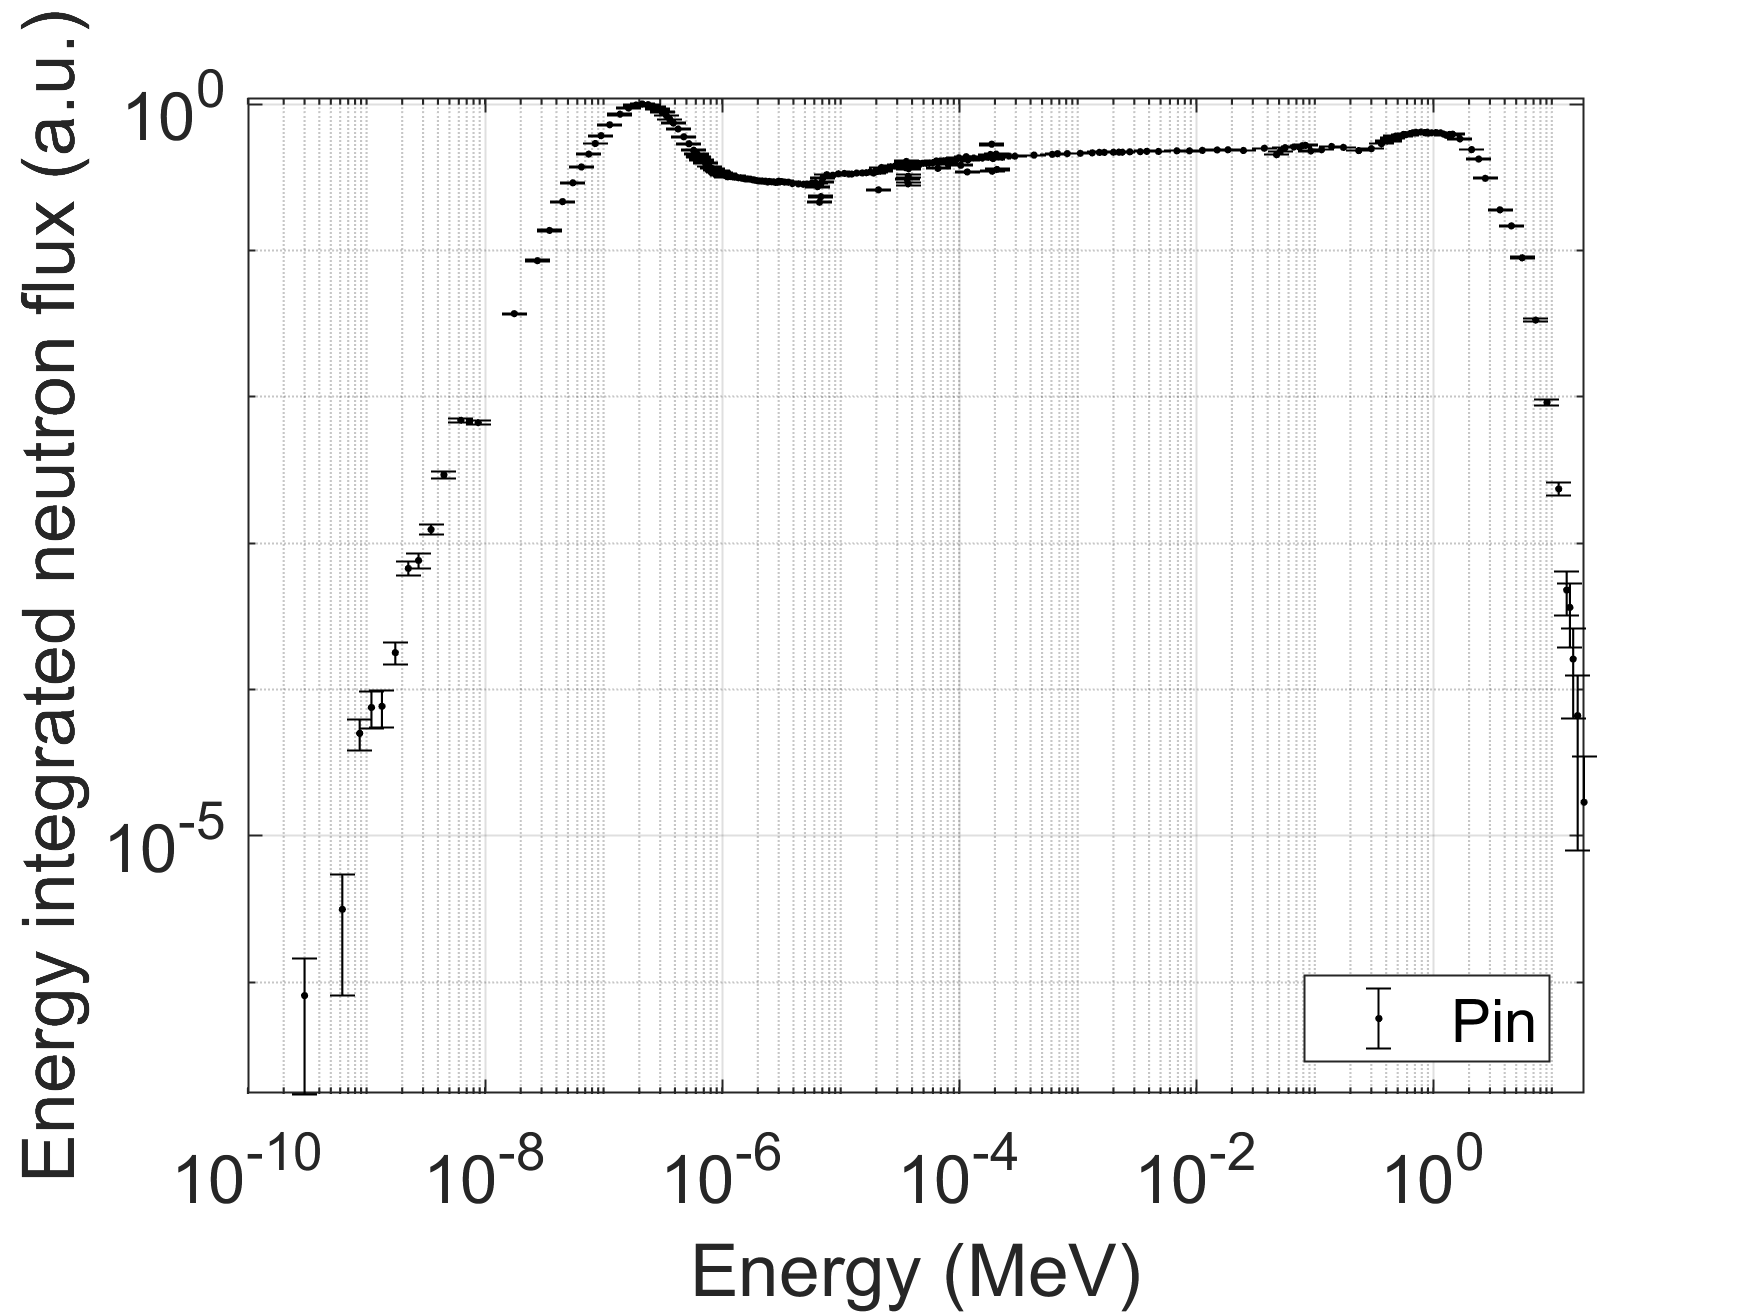 Energy integrated neutron flux (a.u.)
10^0
10^-5
Pin
10^-10 10^-8 10^-6 10^-4 10^-2 10^0
Energy (MeV)